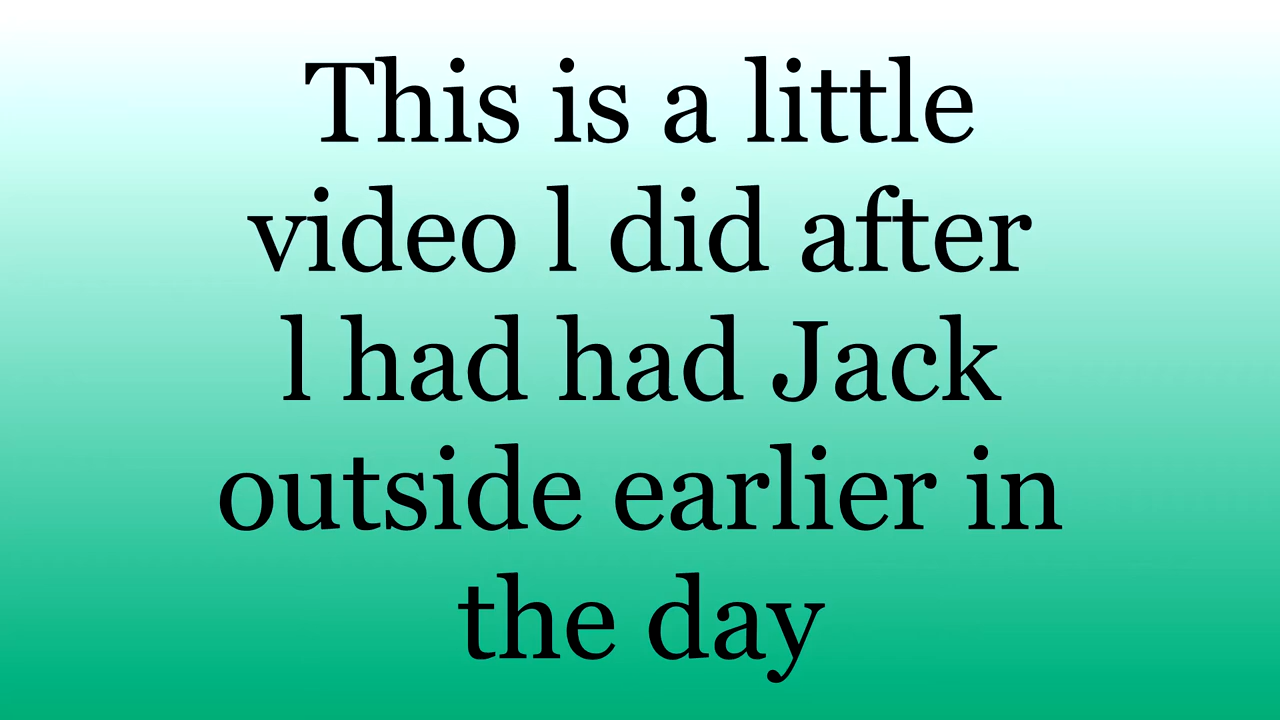 This is a little
video l did after
l had had Jack
outside earlier in
the day